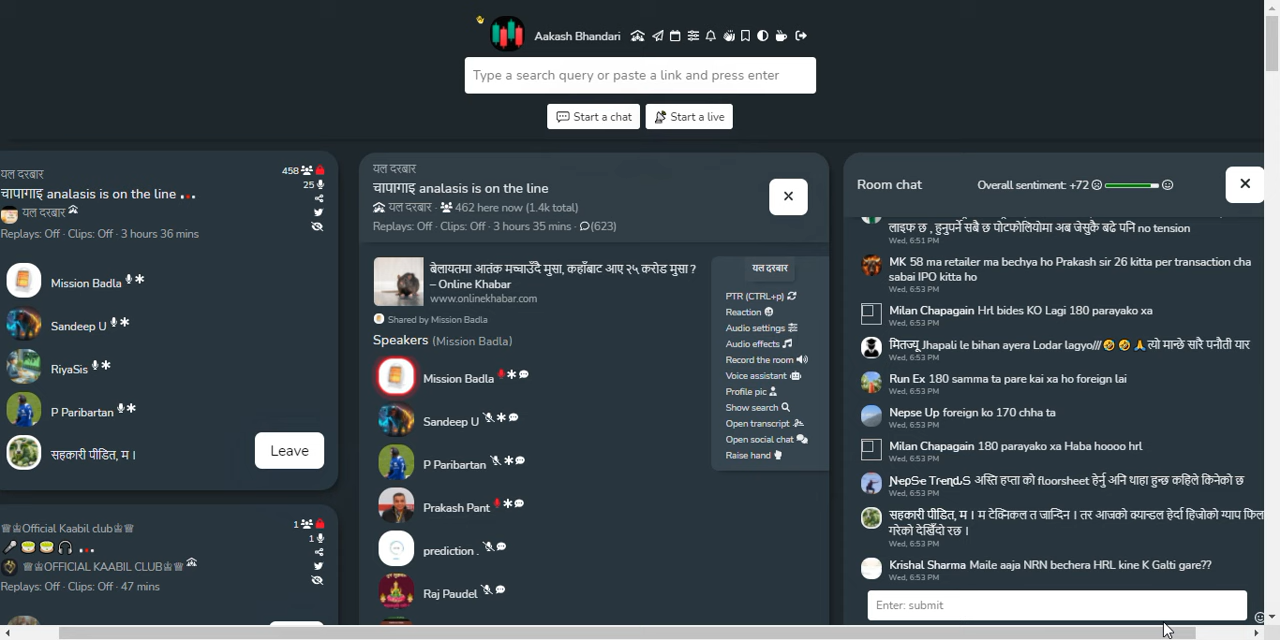 Aakash Bhandari
Type a search query or paste a link and press enter
Start a chat
Start a live
यल दरबार
458
चापागाइ analasis is on the line ...
25
यल दरबार
Replays: Off · Clips: Off · 3 hours 36 mins
Mission Badla
Sandeep U
RiyaSis
P Paribartan
सहकारी पीडित, म ।
Leave
♕♔Official Kaabil club♔♕
1
1
♕♔OFFICIAL KAABIL CLUB♔♕
Replays: Off · Clips: Off · 47 mins
यल दरबार
चापागाइ analasis is on the line
यल दरबार · 462 here now (1.4k total)
Replays: Off · Clips: Off · 3 hours 35 mins · (623)
बेलायतमा आतंक मच्चाउँदै मुसा, कहाँबाट आए २५ करोड मुसा ?
– Online Khabar
www.onlinekhabar.com
Shared by Mission Badla
Speakers (Mission Badla)
Mission Badla
Sandeep U
P Paribartan
Prakash Pant
prediction .
Raj Paudel
यल दरबार
PTR (CTRL+p)
Reaction
Audio settings
Audio effects
Record the room
Voice assistant
Profile pic
Show search
Open transcript
Open social chat
Raise hand
Room chat
Overall sentiment: +72
लाइफ छ , हुनुपर्ने सबै छ पोटफोलियोमा अब जेसुकै बढे पनि no tension
Wed, 6:51 PM
MK 58 ma retailer ma bechya ho Prakash sir 26 kitta per transaction cha
sabai IPO kitta ho
Wed, 6:53 PM
Milan Chapagain Hrl bides KO Lagi 180 parayako xa
Wed, 6:53 PM
मितज्यू Jhapali le bihan ayera Lodar lagyo///🤣🤣🙏 त्यो मान्छे सारै पनौती यार
Wed, 6:53 PM
Run Ex 180 samma ta pare kai xa ho foreign lai
Wed, 6:53 PM
Nepse Up foreign ko 170 chha ta
Wed, 6:53 PM
Milan Chapagain 180 parayako xa Haba hoooo hrl
Wed, 6:53 PM
NepSe TrenduS अस्ति हप्ता को floorsheet हेर्नु अनि थाहा हुन्छ कहिले किनेको छ
Wed, 6:53 PM
सहकारी पीडित, म । म टेक्निकल त जान्दिन । तर आजको क्यान्डल हेर्दा हिजोको ग्याप फिल
गरेको देखिँदो रछ ।
Wed, 6:53 PM
Krishal Sharma Maile aaja NRN bechera HRL kine K Galti gare??
Wed, 6:53 PM
Enter: submit